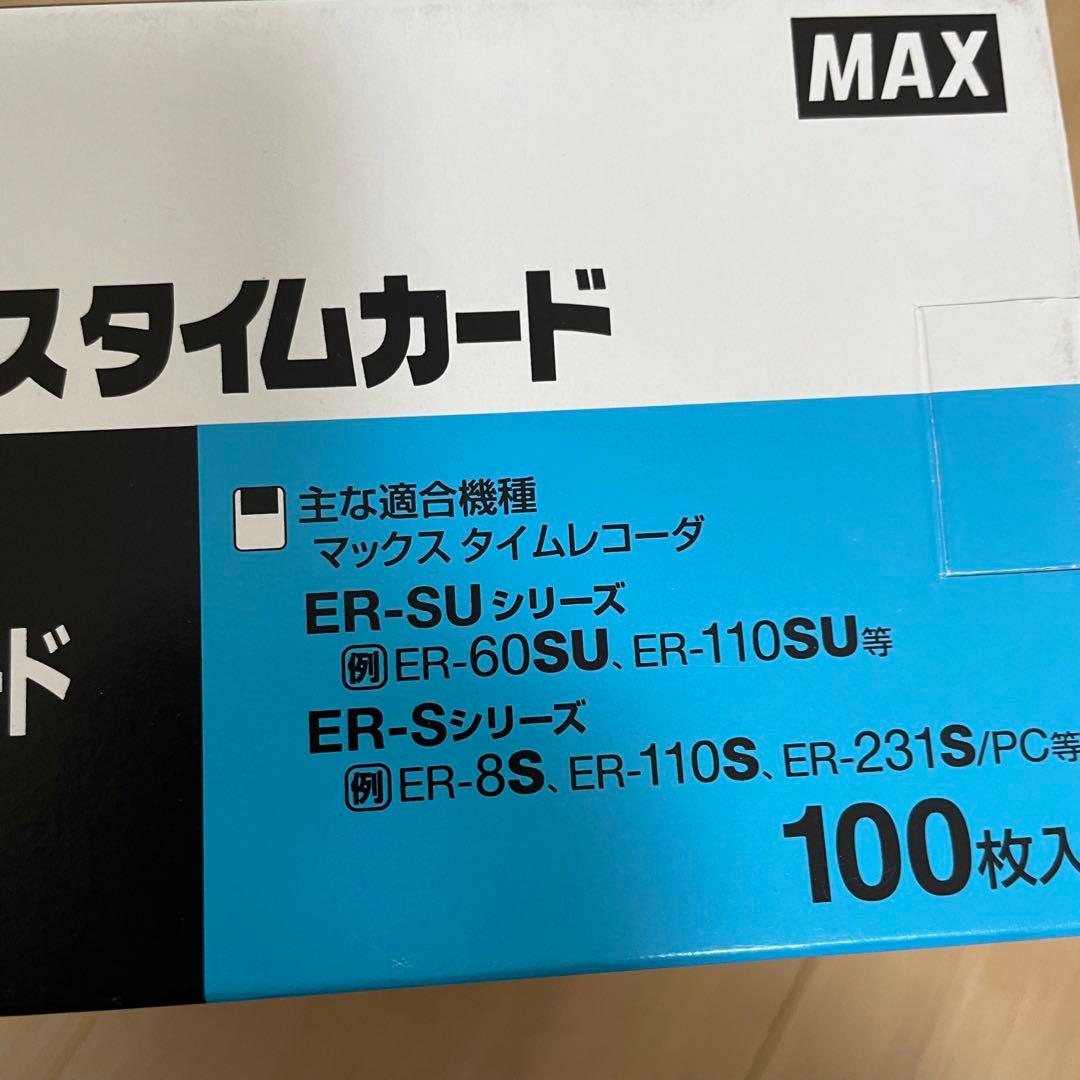 MAX
スタイムカード
主な適合機種
マックス タイムレコーダ
ード
ER-SUシリーズ
例 ER-60SU、ER-110SU等
ER-Sシリーズ
例 ER-8S、ER-110S、ER-231S/PC等
100枚入